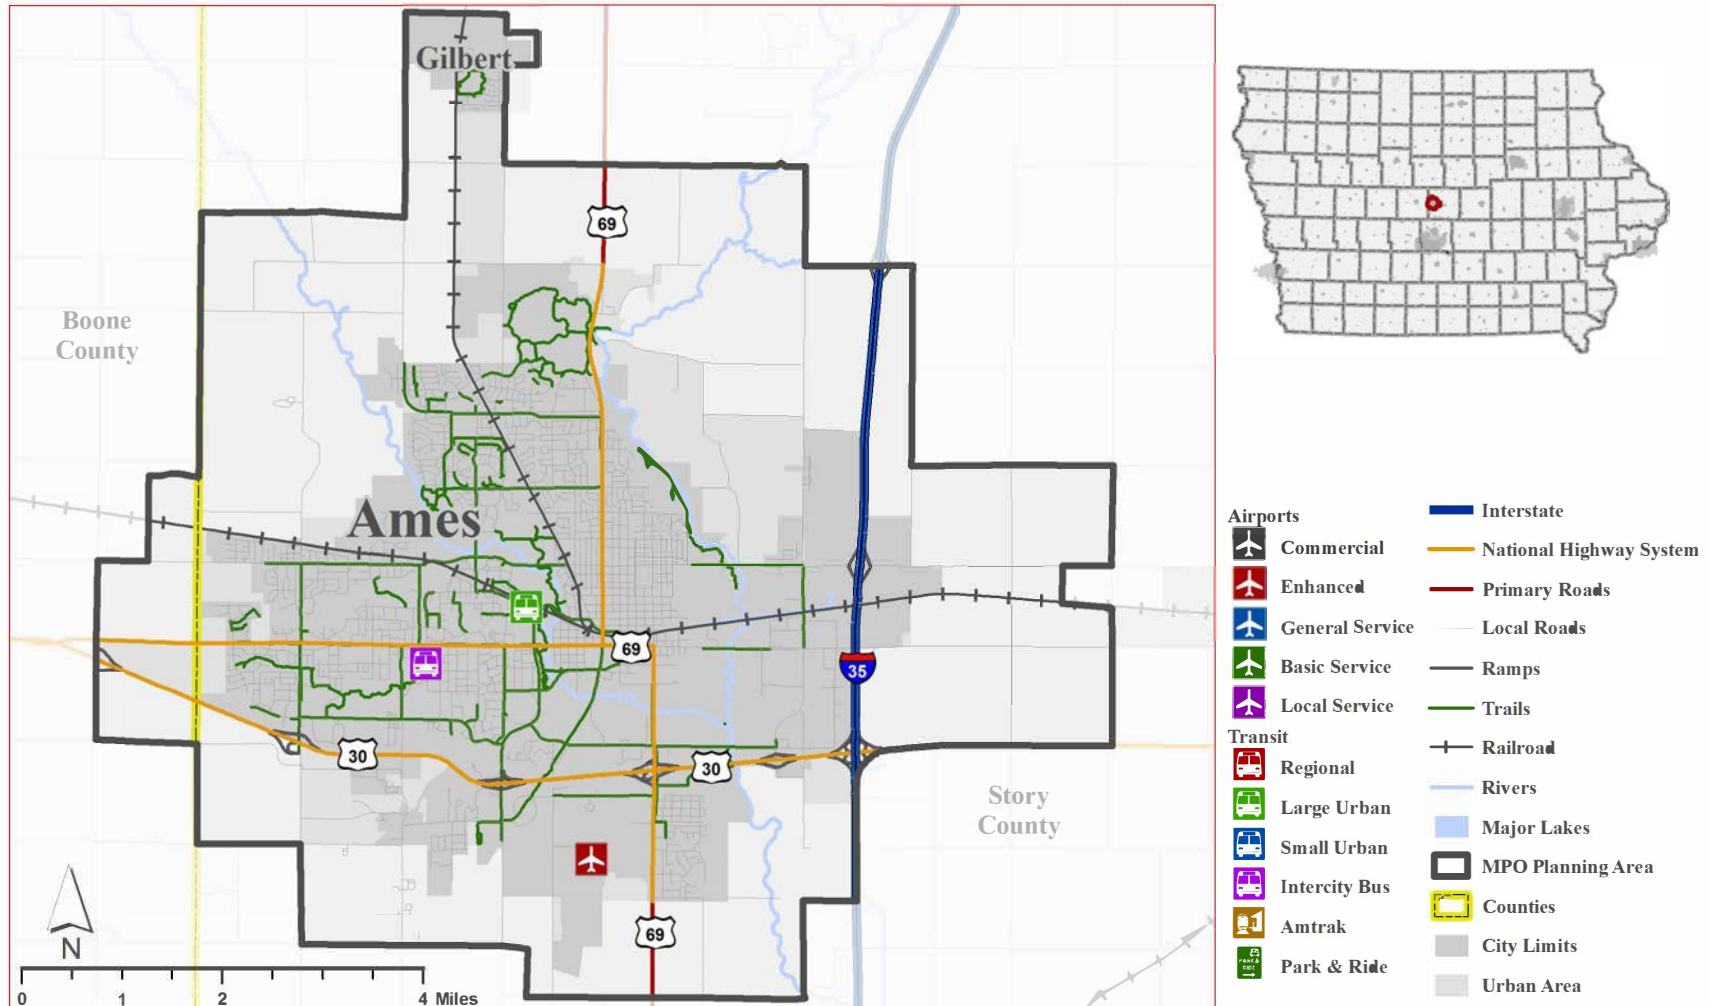 Gilbert
69
Boone
County
Ames
69
35
30
30
Story
County
69
N
0 1 2 4 Miles
Airports
Commercial
Enhanced
General Service
Basic Service
Local Service
Transit
Regional
Large Urban
Small Urban
Intercity Bus
Amtrak
PARK &
RIDE
Park & Ride
Interstate
National Highway System
Primary Roads
Local Roads
Ramps
Trails
Railroad
Rivers
Major Lakes
MPO Planning Area
Counties
City Limits
Urban Area